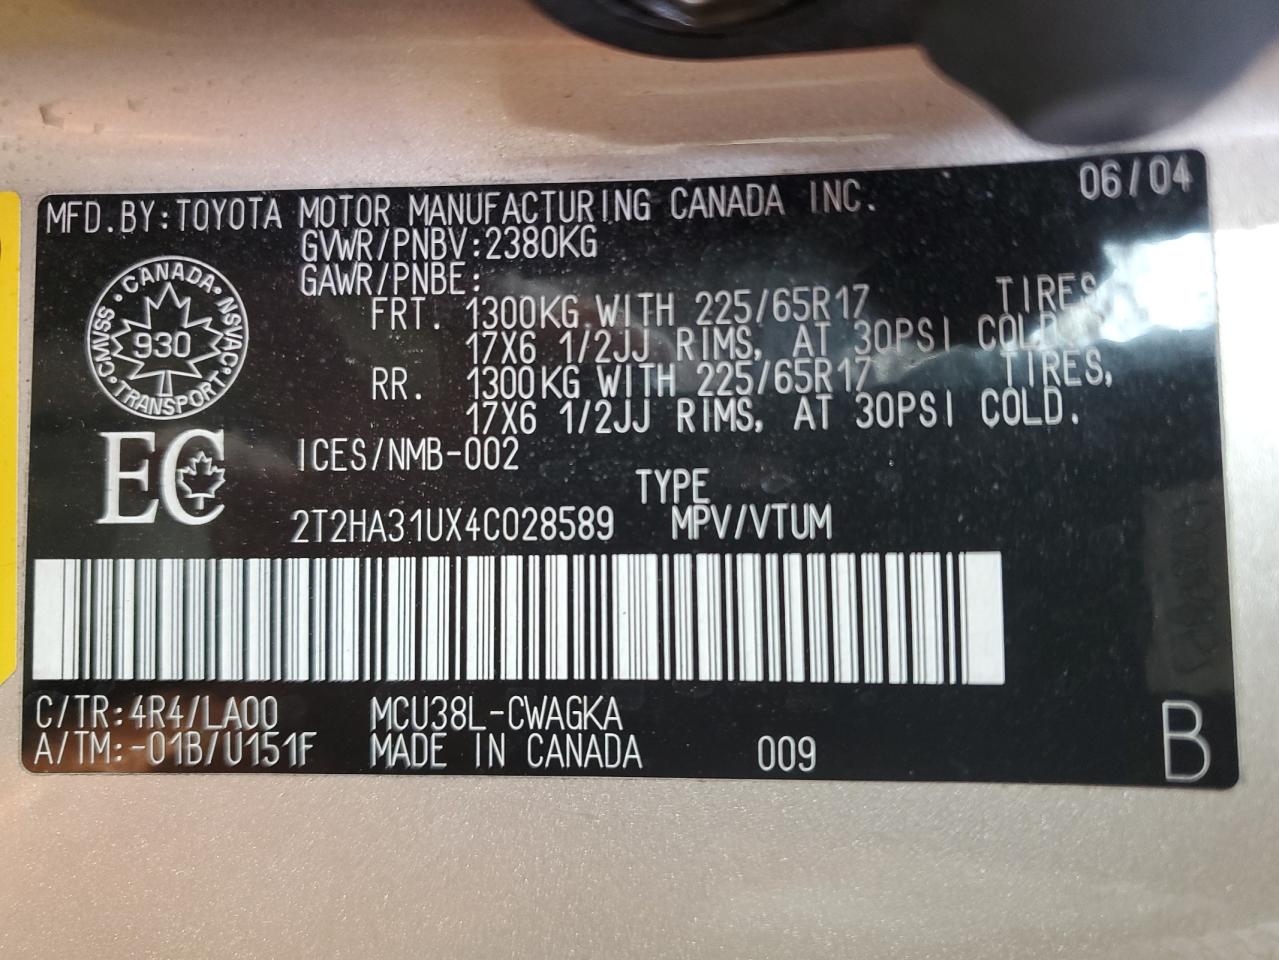 MFD.BY:TOYOTA MOTOR MANUFACTURING CANADA INC. 06/04
GVWR/PNBV:2380KG
GAWR/PNBE:
FRT. 1300KG WITH 225/65R17 TIRES,
17X6 1/2JJ RIMS, AT 30PSI COLD.
RR. 1300KG WITH 225/65R17 TIRES,
17X6 1/2JJ RIMS, AT 30PSI COLD.
CANADA · NSVAC · TRANSPORT · CMVSS ·
930
EC
ICES/NMB-002
TYPE
2T2HA31UX4C028589 MPV/VTUM
C/TR:4R4/LA00 MCU38L-CWAGKA
A/TM:-01B/U151F MADE IN CANADA 009 B